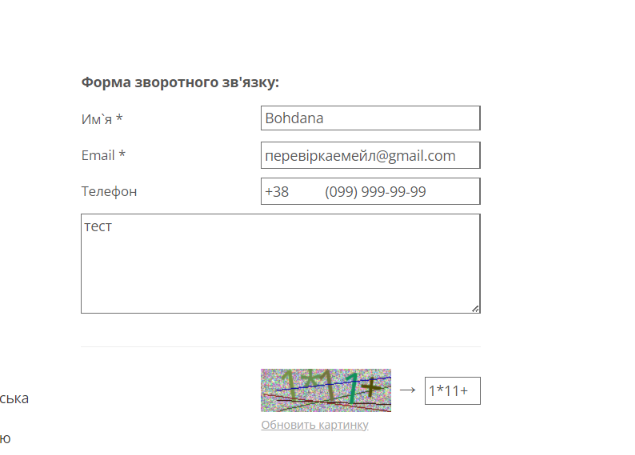 Форма зворотного зв'язку:
Им`я * Bohdana
Email * перевіркаемейл@gmail.com
Телефон +38 (099) 999-99-99
тест
1*11+ → 1*11+
ська
Обновить картинку
ю